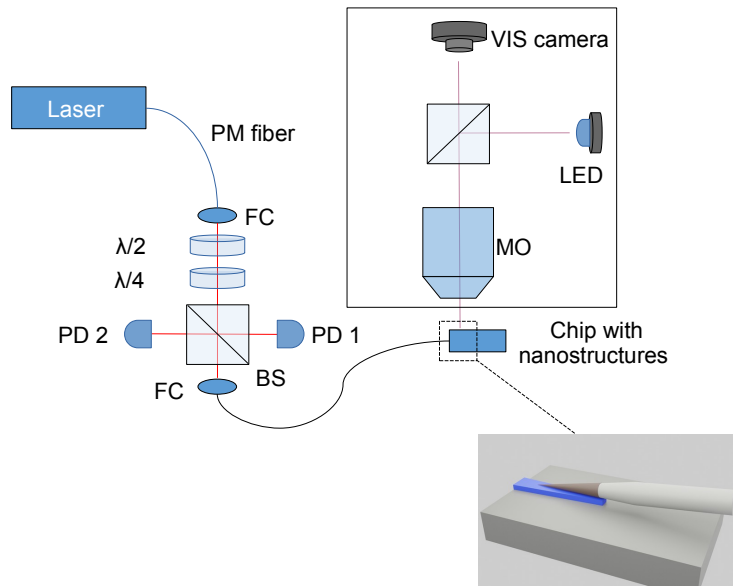 VIS camera
Laser
PM fiber
LED
FC
λ/2
MO
λ/4
PD 2
PD 1
Chip with
nanostructures
BS
FC